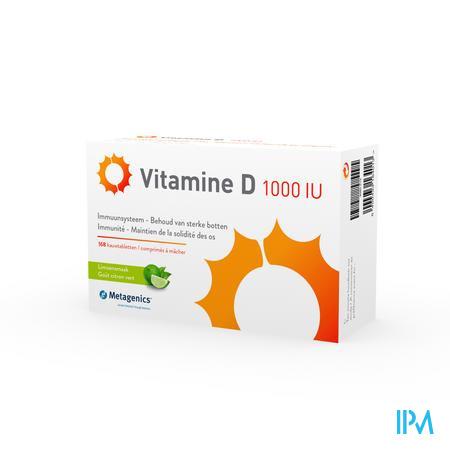 Vitamine D 1000 IU
Immuunsysteem - Behoud van sterke botten
Immunité - Maintien de la solidité des os
168 kauwtabletten / comprimés à mâcher
Limoensmaak
Goût citron vert
Metagenics
IPM